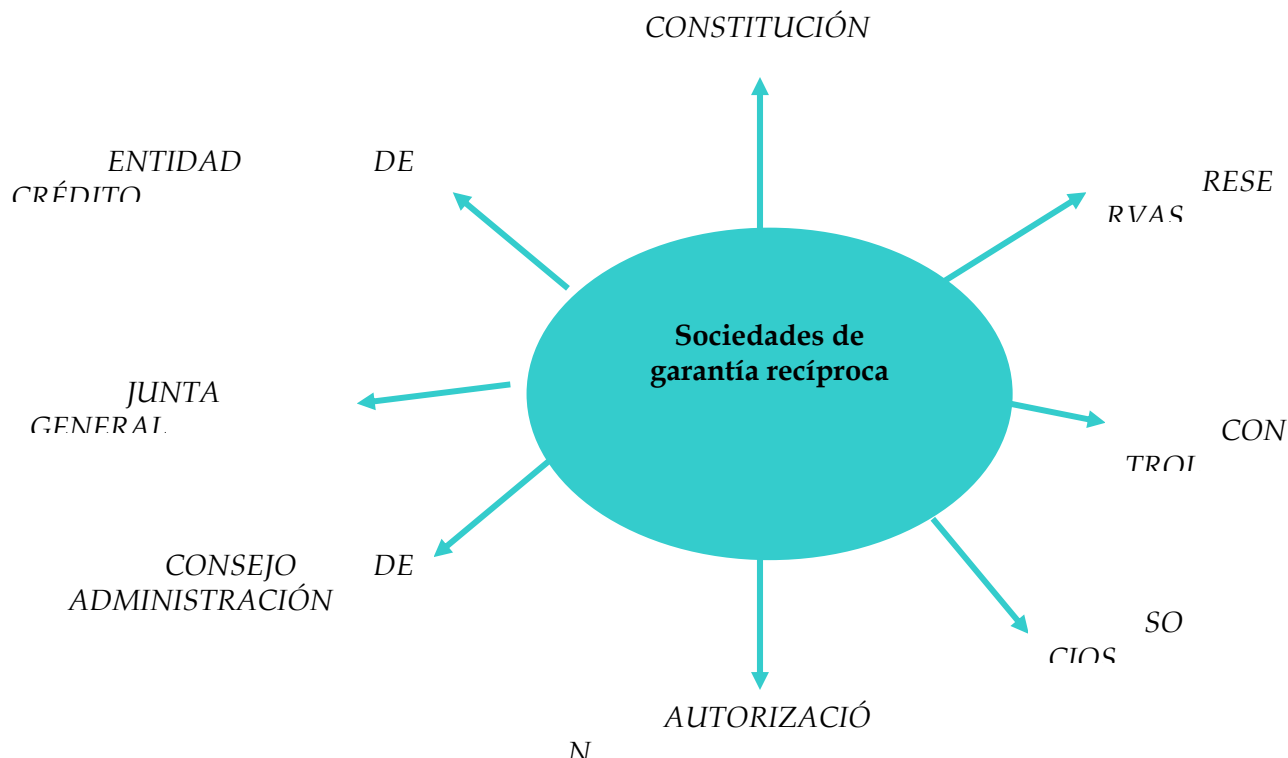 CONSTITUCIÓN
ENTIDAD DE
CRÉDITO
RESE
RVAS
Sociedades de
garantía recíproca
JUNTA
GENERAL
CON
TROL
CONSEJO DE
ADMINISTRACIÓN
SO
CIOS
AUTORIZACIÓ
N